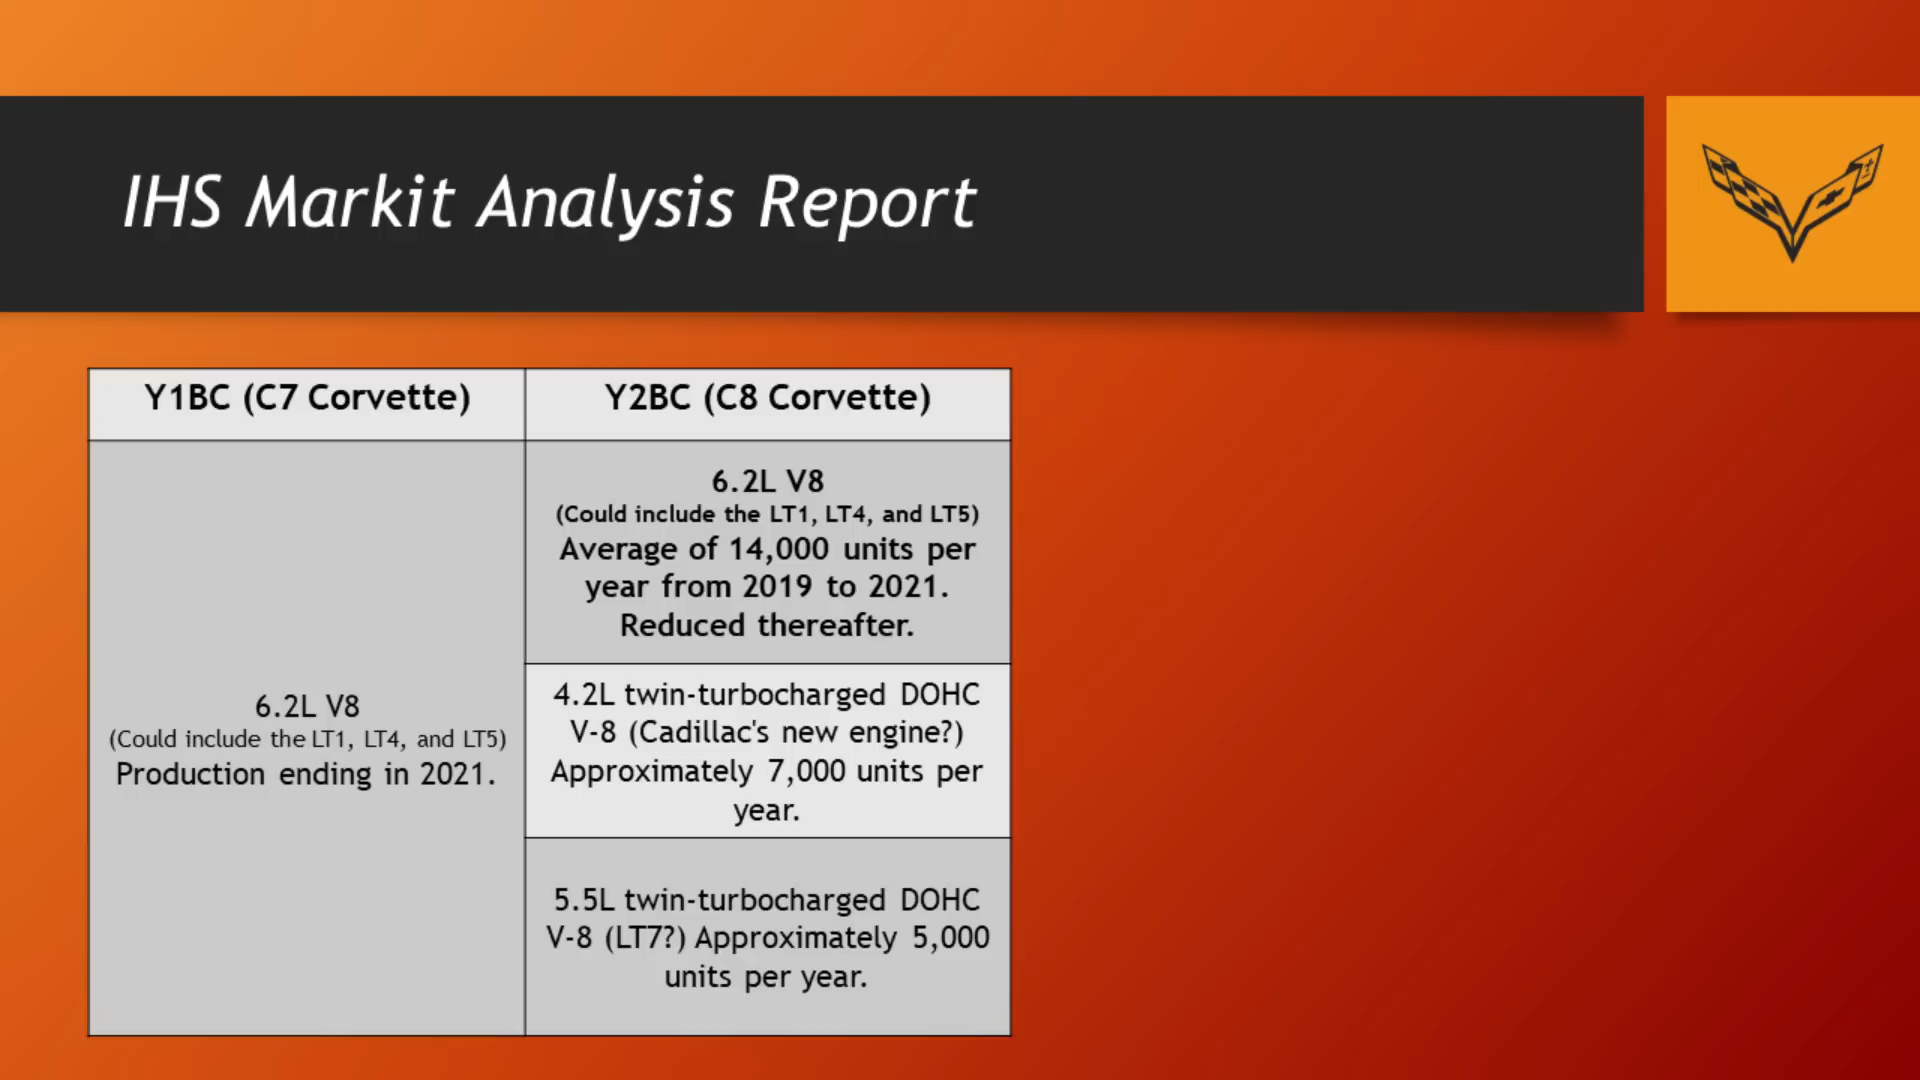 IHS Markit Analysis Report
Y1BC (C7 Corvette)
Y2BC (C8 Corvette)
6.2L V8
(Could include the LT1, LT4, and LT5)
Production ending in 2021.
6.2L V8
(Could include the LT1, LT4, and LT5)
Average of 14,000 units per
year from 2019 to 2021.
Reduced thereafter.
4.2L twin-turbocharged DOHC
V-8 (Cadillac's new engine?)
Approximately 7,000 units per
year.
5.5L twin-turbocharged DOHC
V-8 (LT7?) Approximately 5,000
units per year.